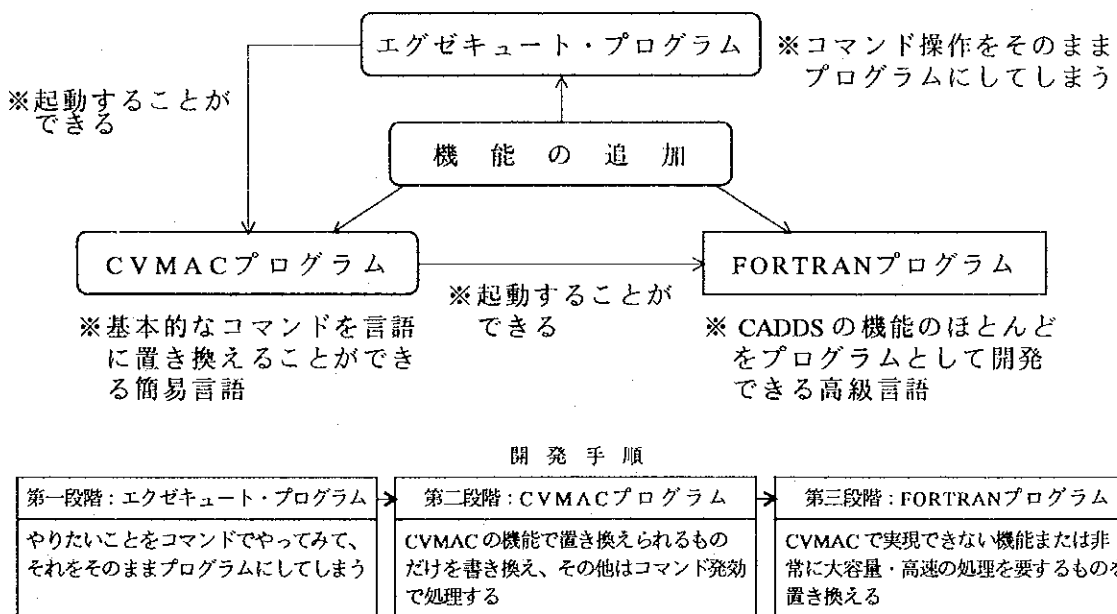 エグゼキュート・プログラム
※コマンド操作をそのまま
プログラムにしてしまう
※起動することが
できる
機能の追加
CVMACプログラム
FORTRANプログラム
※起動することが
できる
※基本的なコマンドを言語
に置き換えることができ
る簡易言語
※ CADDSの機能のほとんど
をプログラムとして開発
できる高級言語
開発手順
第一段階：エクゼキュート・プログラム
第二段階：CVMACプログラム
第三段階：FORTRANプログラム
やりたいことをコマンドでやってみて、
それをそのままプログラムにしてしまう
CVMACの機能で置き換えられるもの
だけを書き換え、その他はコマンド発効
で処理する
CVMACで実現できない機能または非
常に大容量・高速の処理を要するものを
置き換える